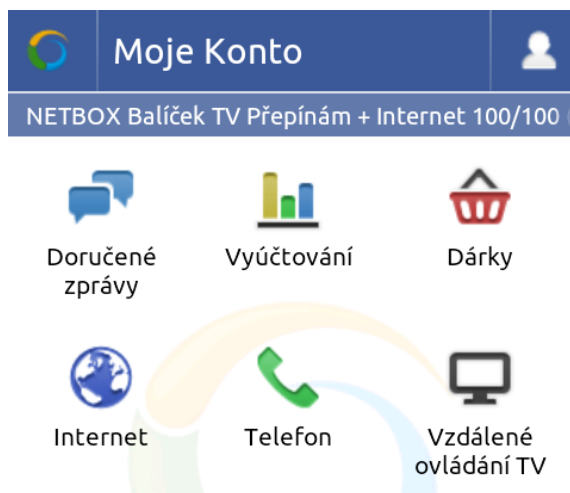 Moje Konto
NETBOX Balíček TV Přepínám + Internet 100/100
Doručené zprávy
Vyúčtování
Dárky
Internet
Telefon
Vzdálené ovládání TV